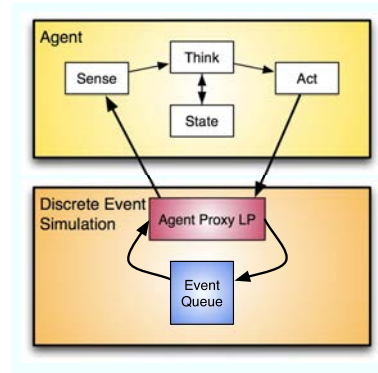 Agent
Think
Sense
Act
State
Discrete Event
Simulation
Agent Proxy LP
Event
Queue